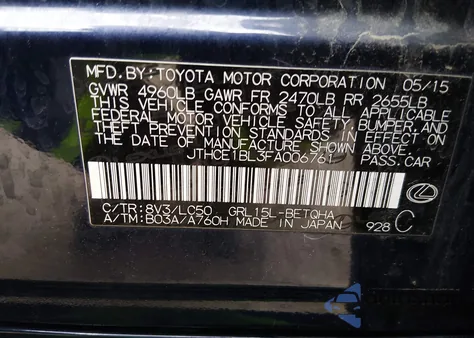 MFD.BY:TOYOTA MOTOR CORPORATION 05/15
GVWR 4960LB GAWR FR 2470LB RR 2655LB
THIS VEHICLE CONFORMS TO ALL APPLICABLE
FEDERAL MOTOR VEHICLE SAFETY,BUMPER,AND
THEFT PREVENTION STANDARDS IN EFFECT ON
THE DATE OF MANUFACTURE SHOWN ABOVE.
JTHCE1BL3FA006761 PASS.CAR
C/TR:8V3/LC50 GRL15L-BETQHA
A/TM:B03A/A760H MADE IN JAPAN 928 C